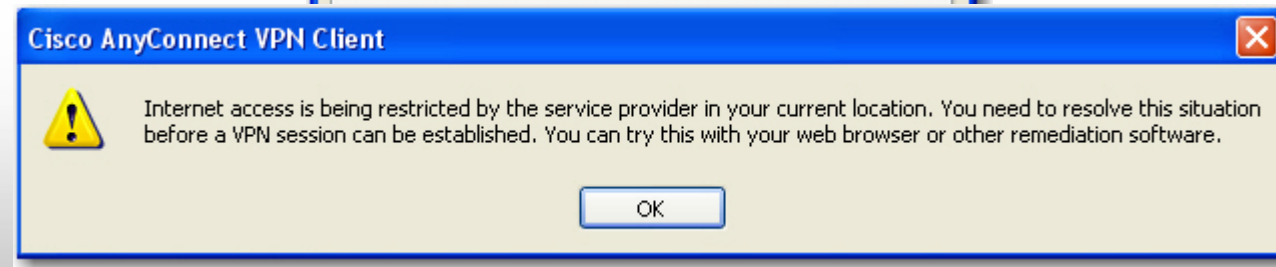 Cisco AnyConnect VPN Client
Internet access is being restricted by the service provider in your current location. You need to resolve this situation
before a VPN session can be established. You can try this with your web browser or other remediation software.
OK